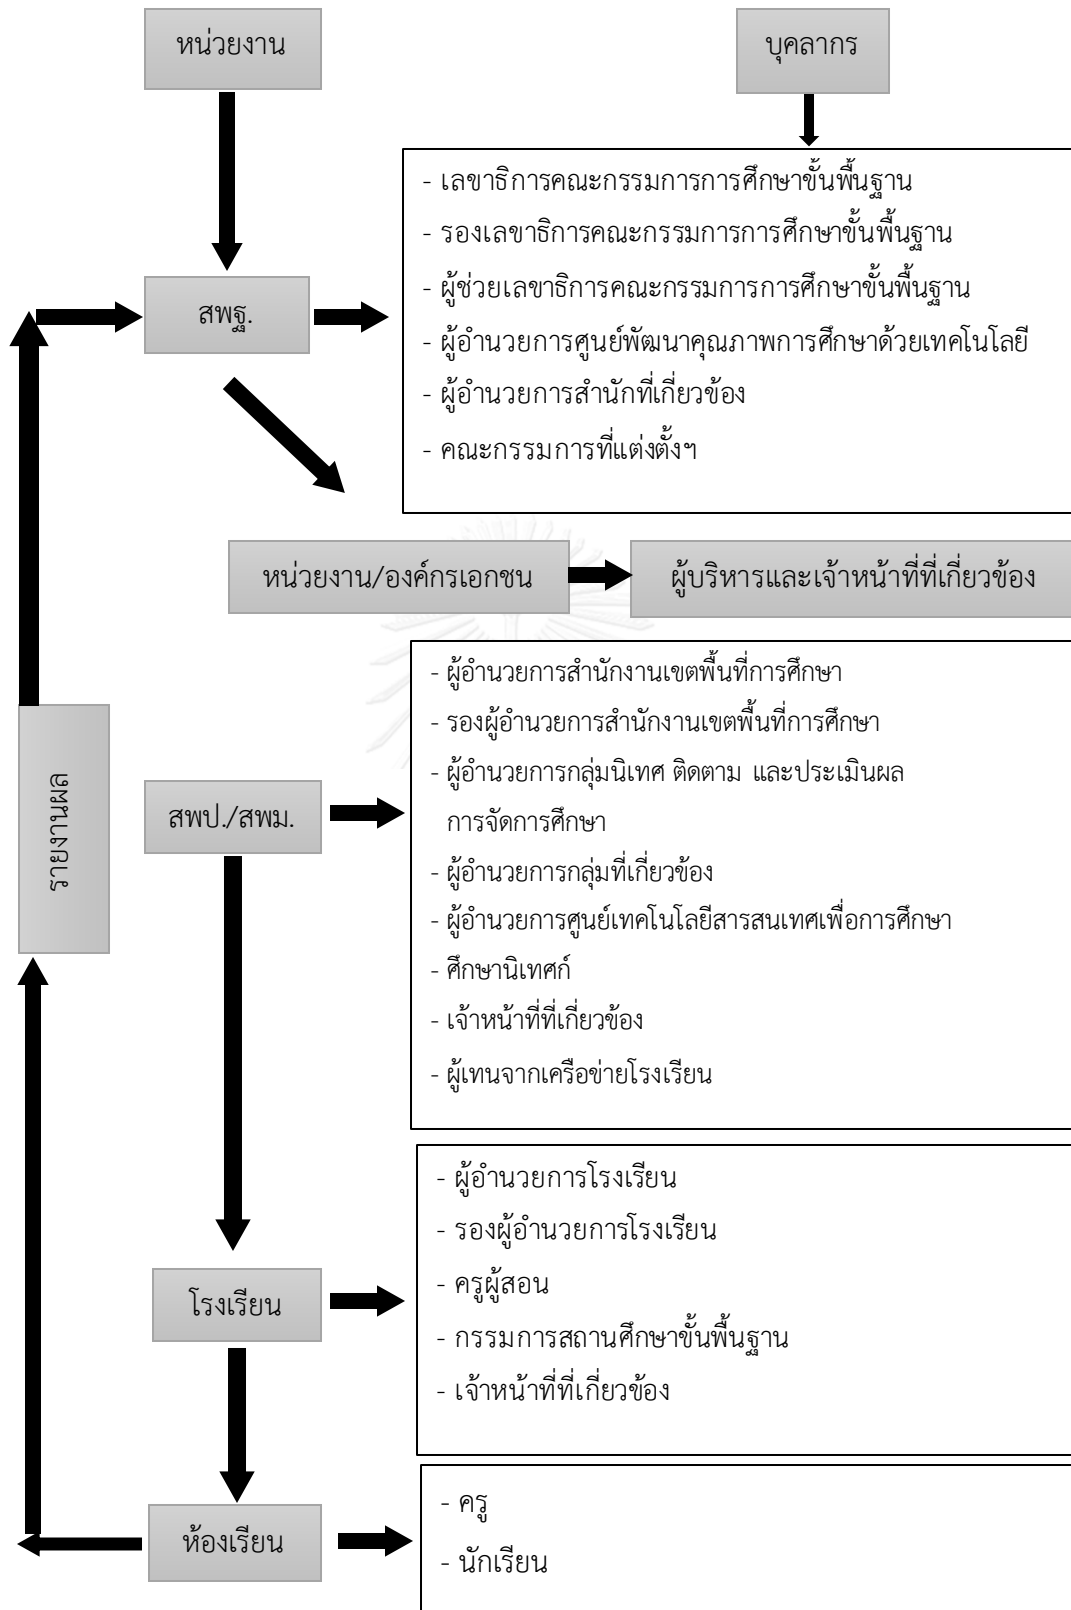 หน่วยงาน
บุคลากร
- เลขาธิการคณะกรรมการการศึกษาขั้นพื้นฐาน
- รองเลขาธิการคณะกรรมการการศึกษาขั้นพื้นฐาน
- ผู้ช่วยเลขาธิการคณะกรรมการการศึกษาขั้นพื้นฐาน
สพฐ.
- ผู้อำนวยการศูนย์พัฒนาคุณภาพการศึกษาด้วยเทคโนโลยี
- ผู้อำนวยการสำนักที่เกี่ยวข้อง
- คณะกรรมการที่แต่งตั้งฯ
หน่วยงาน/องค์กรเอกชน
ผู้บริหารและเจ้าหน้าที่ที่เกี่ยวข้อง
- ผู้อำนวยการสำนักงานเขตพื้นที่การศึกษา
- รองผู้อำนวยการสำนักงานเขตพื้นที่การศึกษา
- ผู้อำนวยการกลุ่มนิเทศ ติดตาม และประเมินผล
การจัดการศึกษา
สพป./สพม.
รายงานผล
- ผู้อำนวยการกลุ่มที่เกี่ยวข้อง
- ผู้อำนวยการศูนย์เทคโนโลยีสารสนเทศเพื่อการศึกษา
- ศึกษานิเทศก์
- เจ้าหน้าที่ที่เกี่ยวข้อง
- ผู้เทนจากเครือข่ายโรงเรียน
- ผู้อำนวยการโรงเรียน
- รองผู้อำนวยการโรงเรียน
- ครูผู้สอน
โรงเรียน
- กรรมการสถานศึกษาขั้นพื้นฐาน
- เจ้าหน้าที่ที่เกี่ยวข้อง
- ครู
ห้องเรียน
- นักเรียน